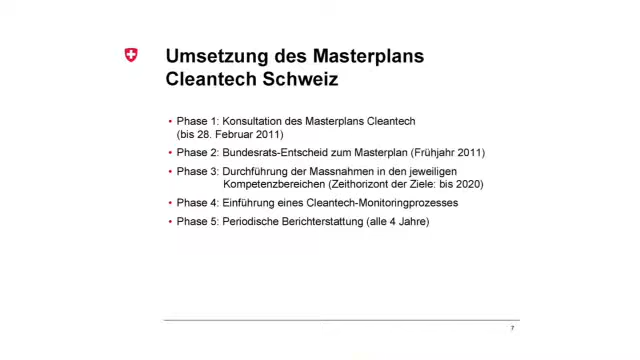 Umsetzung des Masterplans
Cleantech Schweiz
• Phase 1: Konsultation des Masterplans Cleantech
(bis 28. Februar 2011)
• Phase 2: Bundesrats-Entscheid zum Masterplan (Frühjahr 2011)
• Phase 3: Durchführung der Massnahmen in den jeweiligen
Kompetenzbereichen (Zeithorizont der Ziele: bis 2020)
• Phase 4: Einführung eines Cleantech-Monitoringprozesses
• Phase 5: Periodische Berichterstattung (alle 4 Jahre)
7